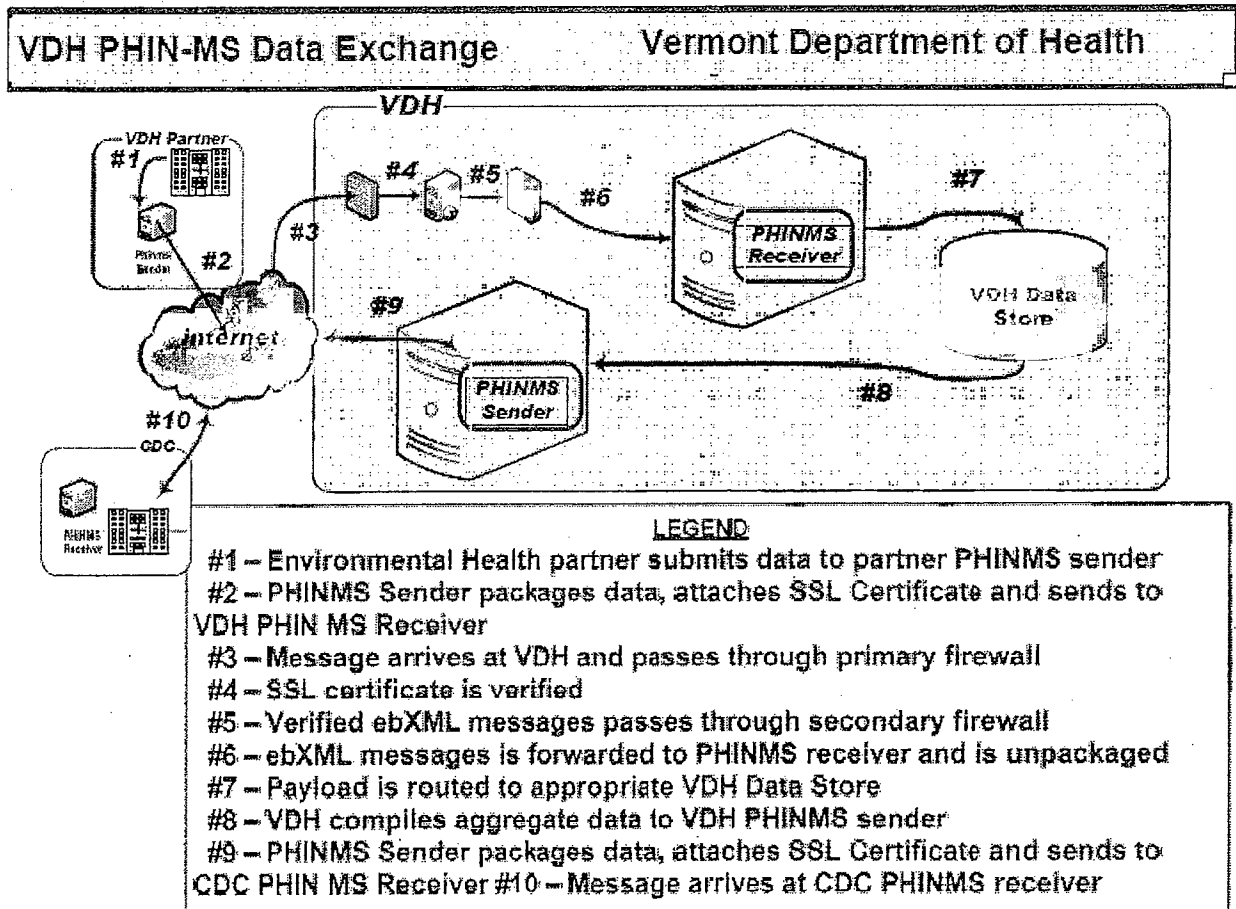 VDH PHIN-MS Data Exchange
Vermont Department of Health
VDH
VDH Partner
#1
#2
#3
#4
#5
#6
#7
PHINMS
Receiver
VDH Data
Store
#8
#9
PHINMS
Sender
internet
#10
CDC
Receiver
LEGEND
#1 – Environmental Health partner submits data to partner PHINMS sender
#2 – PHINMS Sender packages data, attaches SSL Certificate and sends to
VDH PHIN MS Receiver
#3 – Message arrives at VDH and passes through primary firewall
#4 – SSL certificate is verified
#5 – Verified ebXML messages passes through secondary firewall
#6 – ebXML messages is forwarded to PHINMS receiver and is unpackaged
#7 – Payload is routed to appropriate VDH Data Store
#8 – VDH compiles aggregate data to VDH PHINMS sender
#9 – PHINMS Sender packages data, attaches SSL Certificate and sends to
CDC PHIN MS Receiver #10 – Message arrives at CDC PHINMS receiver